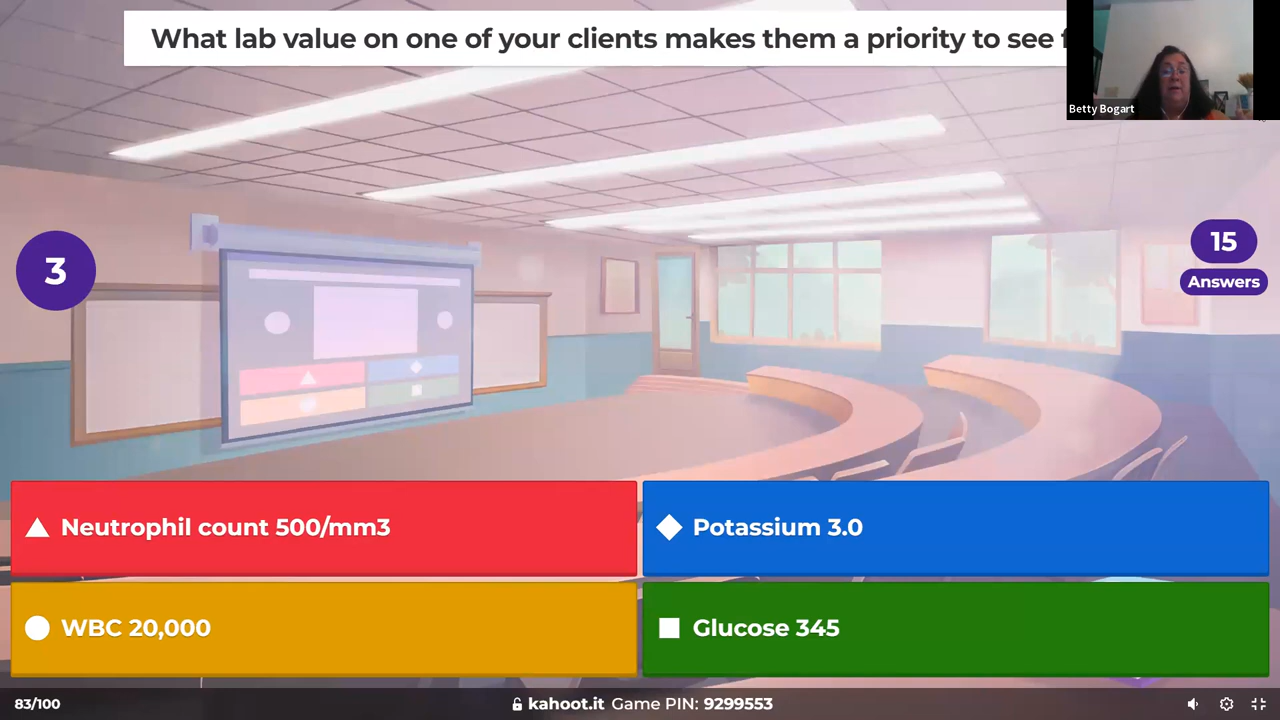 What lab value on one of your clients makes them a priority to see
Betty Bogart
3
15
Answers
Neutrophil count 500/mm3
Potassium 3.0
WBC 20,000
Glucose 345
83/100
kahoot.it Game PIN: 9299553